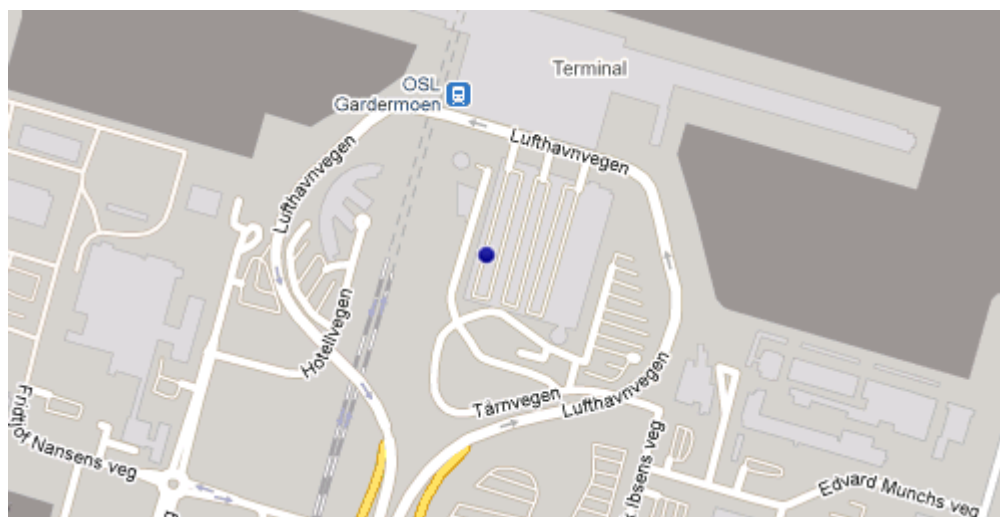 Terminal
OSL
Gardermoen
Lufthavnvegen
Lufthavnvegen
Hotellvegen
Tårnvegen
Lufthavnvegen
Fridtjof Nansens veg
Ibsens veg
Edvard Munchs veg